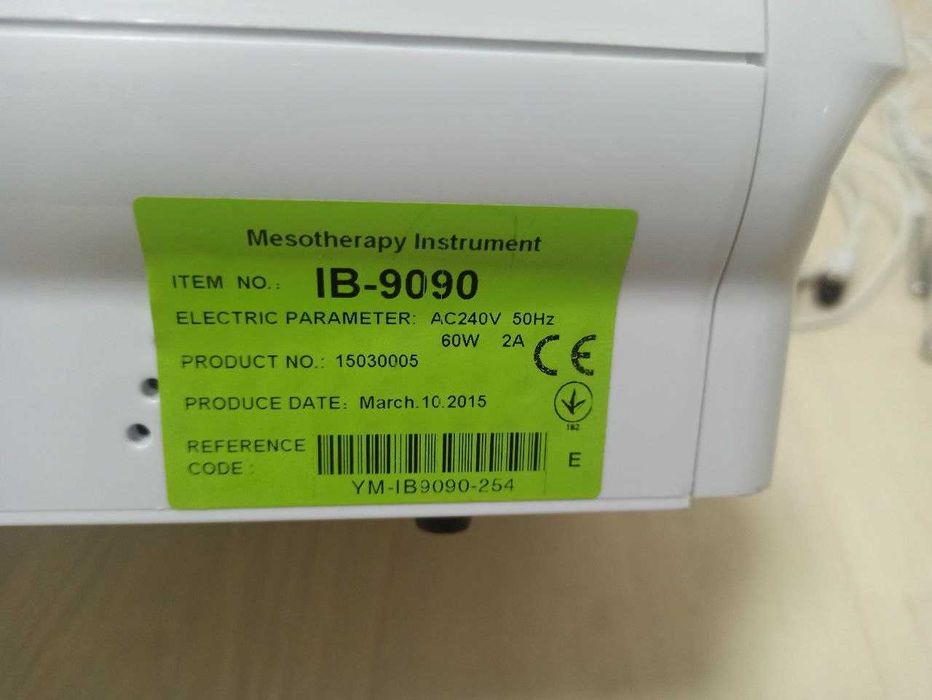 Mesotherapy Instrument
ITEM NO.: IB-9090
ELECTRIC PARAMETER: AC240V 50Hz
60W 2A
CE
PRODUCT NO.: 15030005
PRODUCE DATE: March.10.2015
182
REFERENCE
CODE: E
YM-IB9090-254